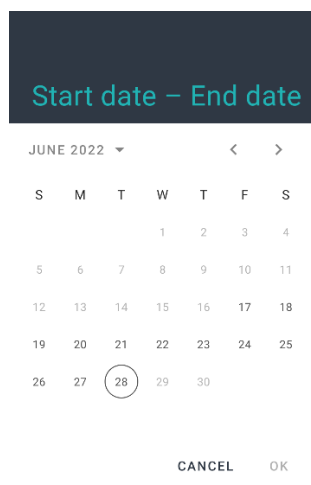 Start date – End date
JUNE 2022
S M T W T F S
1 2 3 4
5 6 7 8 9 10 11
12 13 14 15 16 17 18
19 20 21 22 23 24 25
26 27 28 29 30
CANCEL OK